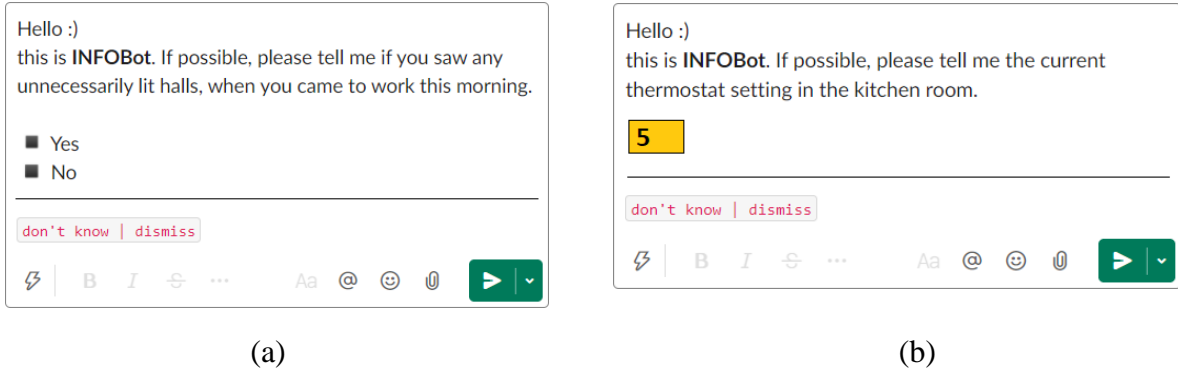 Hello :)
this is INFOBot. If possible, please tell me if you saw any
unnecessarily lit halls, when you came to work this morning.
Yes
No
don't know | dismiss
B I S ... Aa @
(a)
Hello :)
this is INFOBot. If possible, please tell me the current
thermostat setting in the kitchen room.
5
don't know | dismiss
B I S ... Aa @
(b)